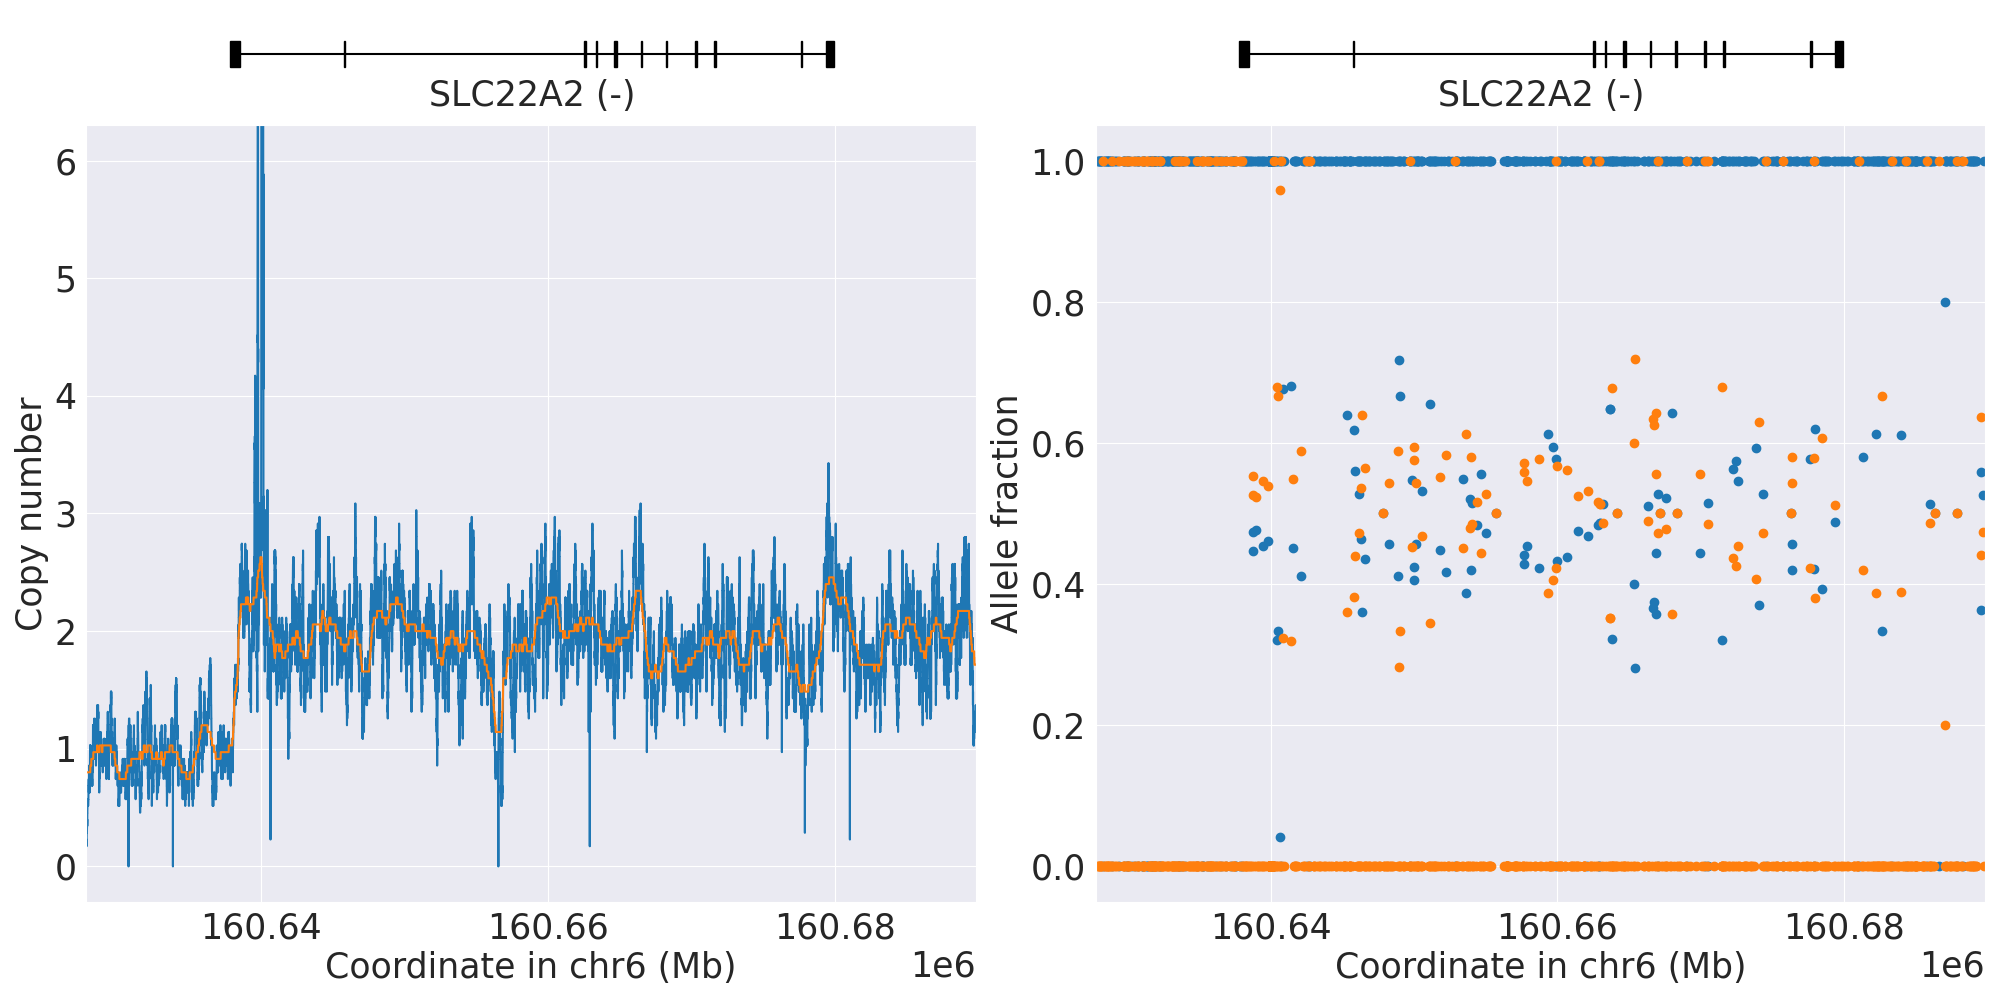 SLC22A2 (-)
Copy number
6
5
4
3
2
1
0
160.64
160.66
160.68
Coordinate in chr6 (Mb)
1e6
SLC22A2 (-)
Allele fraction
1.0
0.8
0.6
0.4
0.2
0.0
160.64
160.66
160.68
Coordinate in chr6 (Mb)
1e6